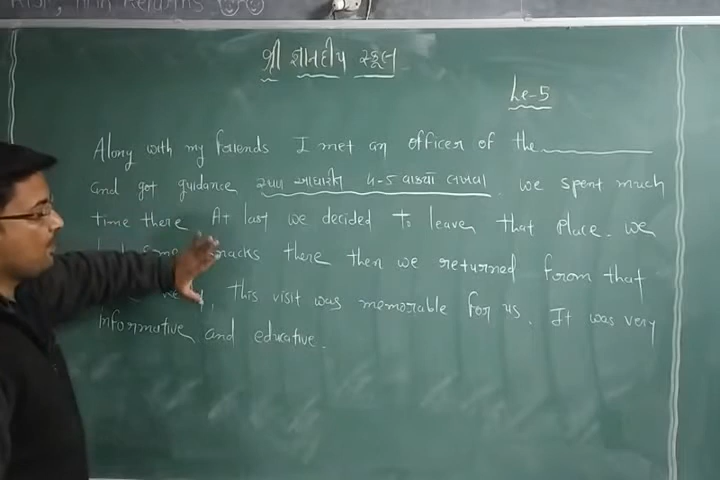 શ્રી જ્ઞાનદીપ સ્કૂલ
Le-5
Along with my friends I met an officer of the
and got guidance સ્થળ આધારિત ૪-૫ વાક્યો લખવા. we spent much
time there. At last we decided to leave that place. we
snacks there then we returned from that
this visit was memorable for us. It was very
informative and educative.